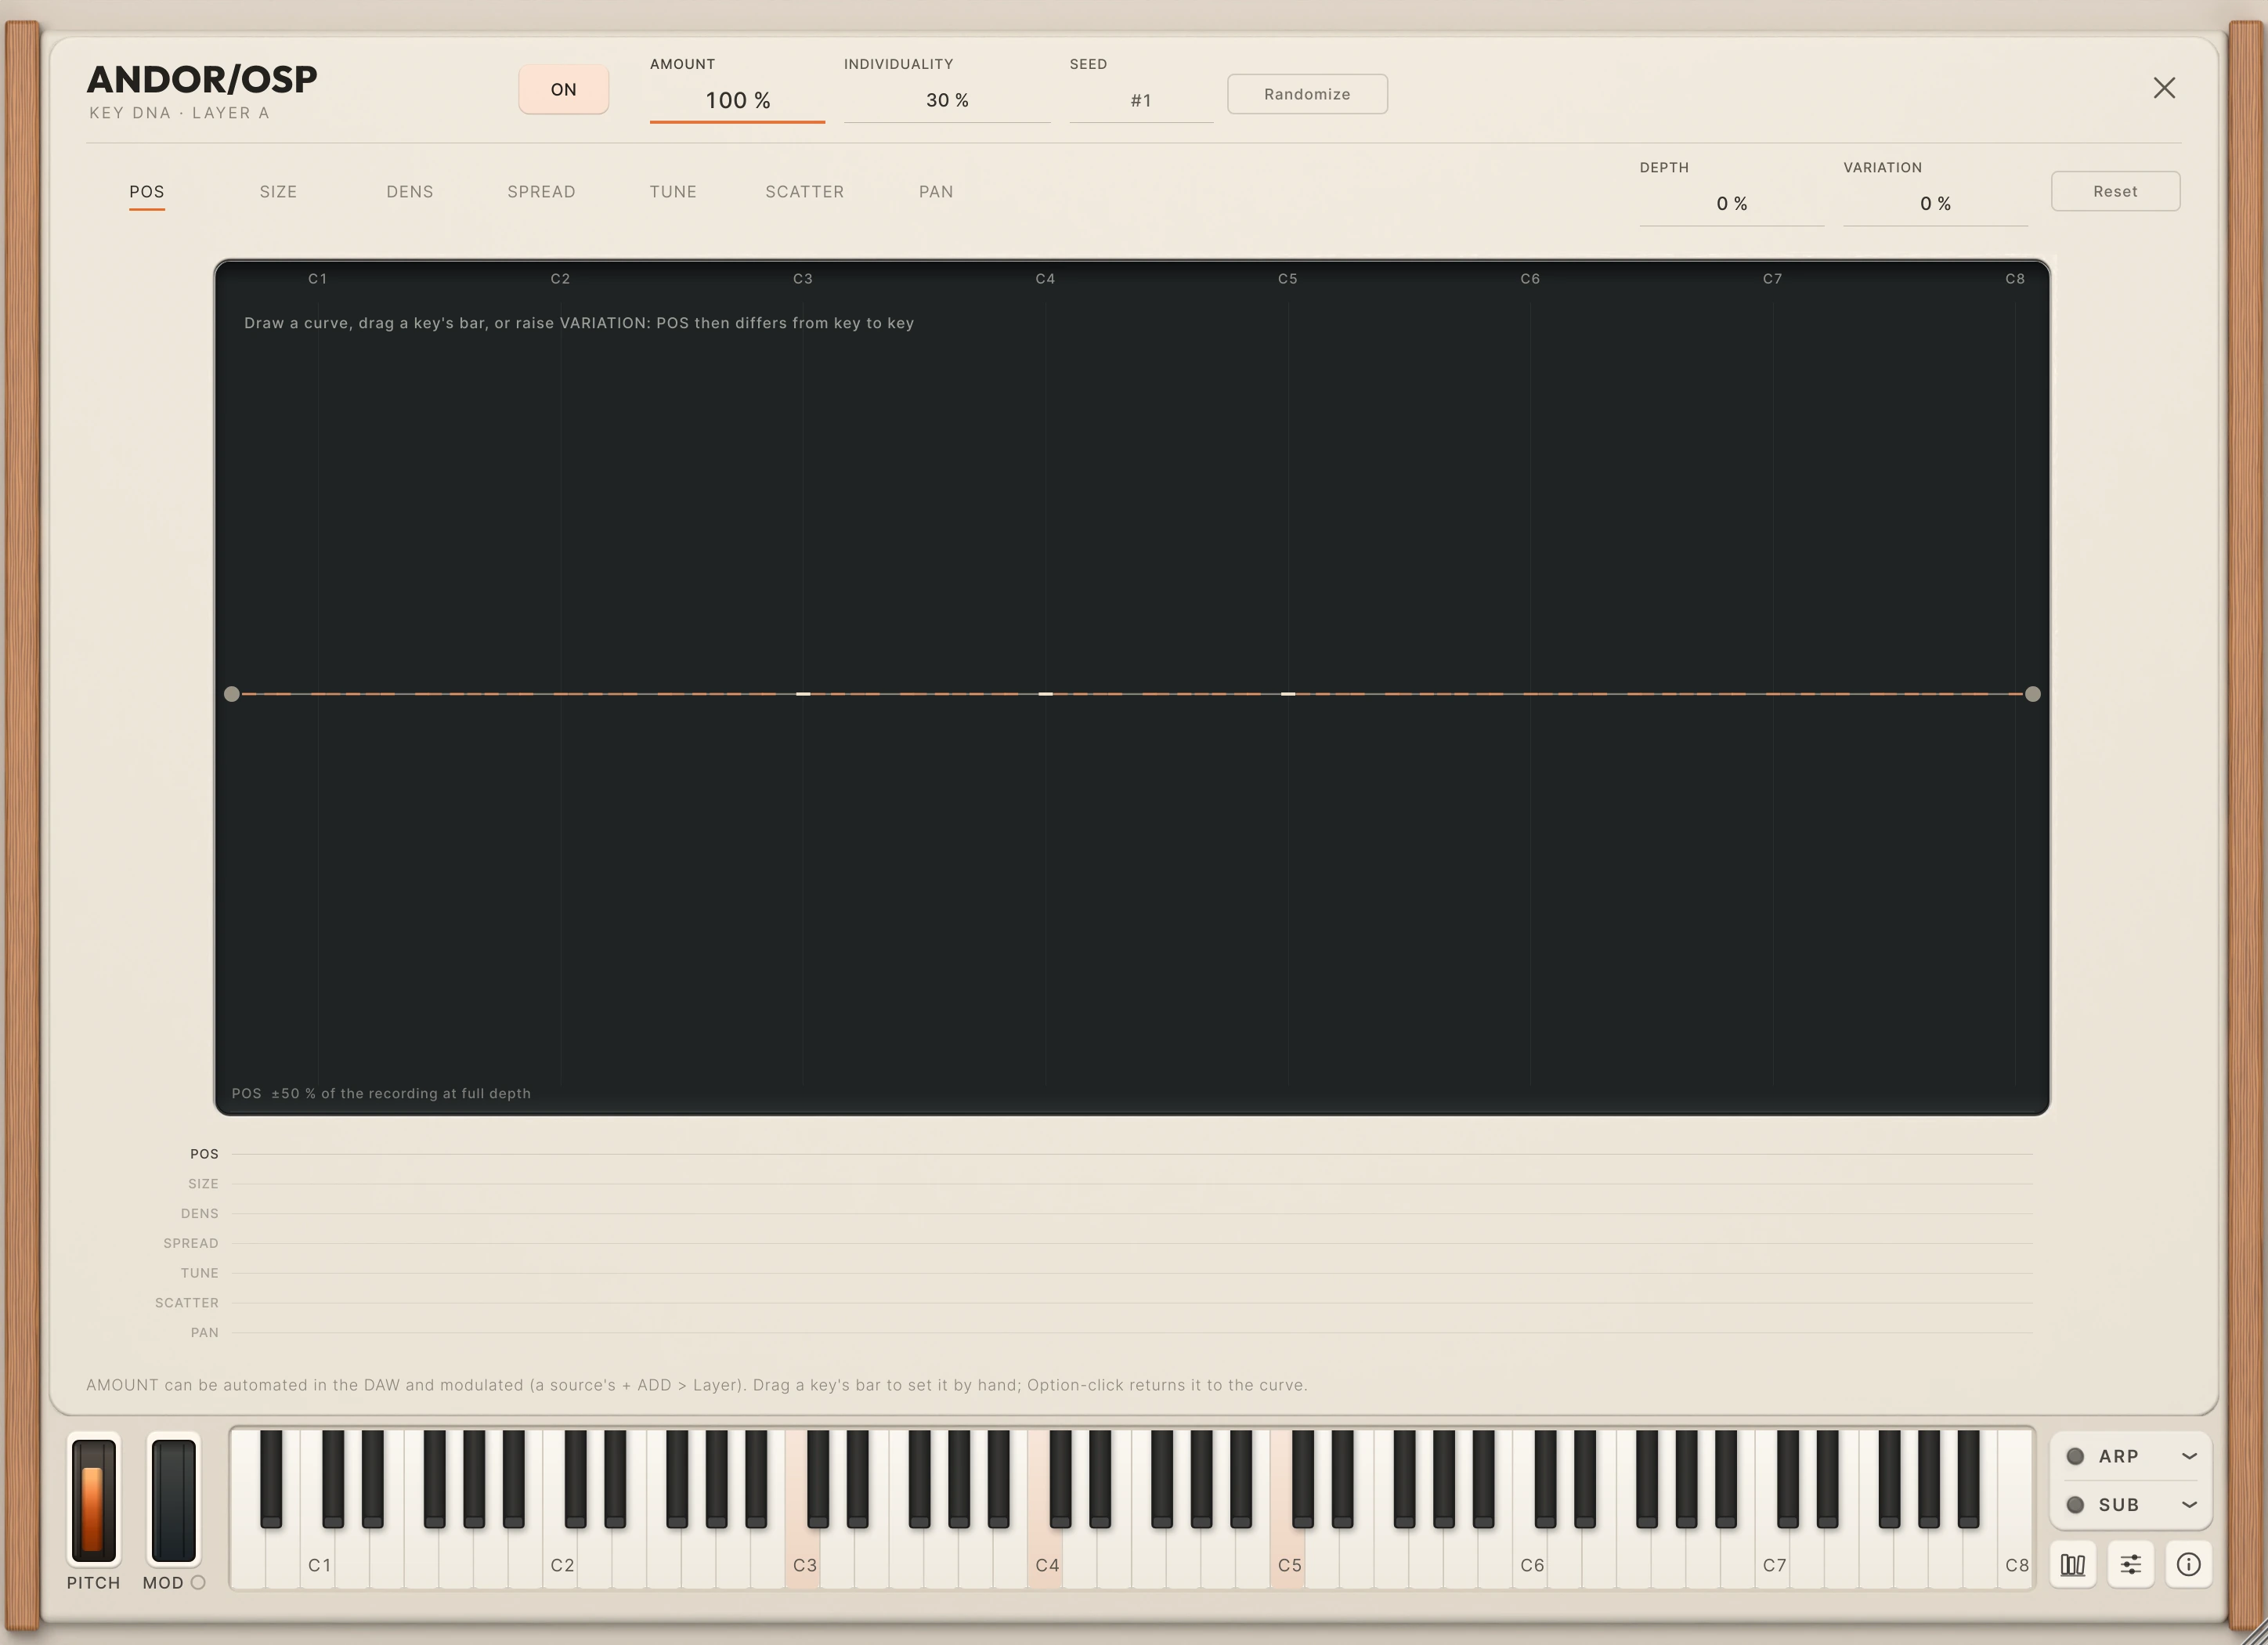 ANDOR/OSP
KEY DNA · LAYER A
ON
AMOUNT
100 %
INDIVIDUALITY
30 %
SEED
#1
Randomize
POS
SIZE
DENS
SPREAD
TUNE
SCATTER
PAN
DEPTH
0 %
VARIATION
0 %
Reset
C1 C2 C3 C4 C5 C6 C7 C8
Draw a curve, drag a key's bar, or raise VARIATION: POS then differs from key to key
POS ±50 % of the recording at full depth
POS
SIZE
DENS
SPREAD
TUNE
SCATTER
PAN
AMOUNT can be automated in the DAW and modulated (a source's + ADD > Layer). Drag a key's bar to set it by hand; Option-click returns it to the curve.
PITCH
MOD
C1 C2 C3 C4 C5 C6 C7 C8
ARP
SUB